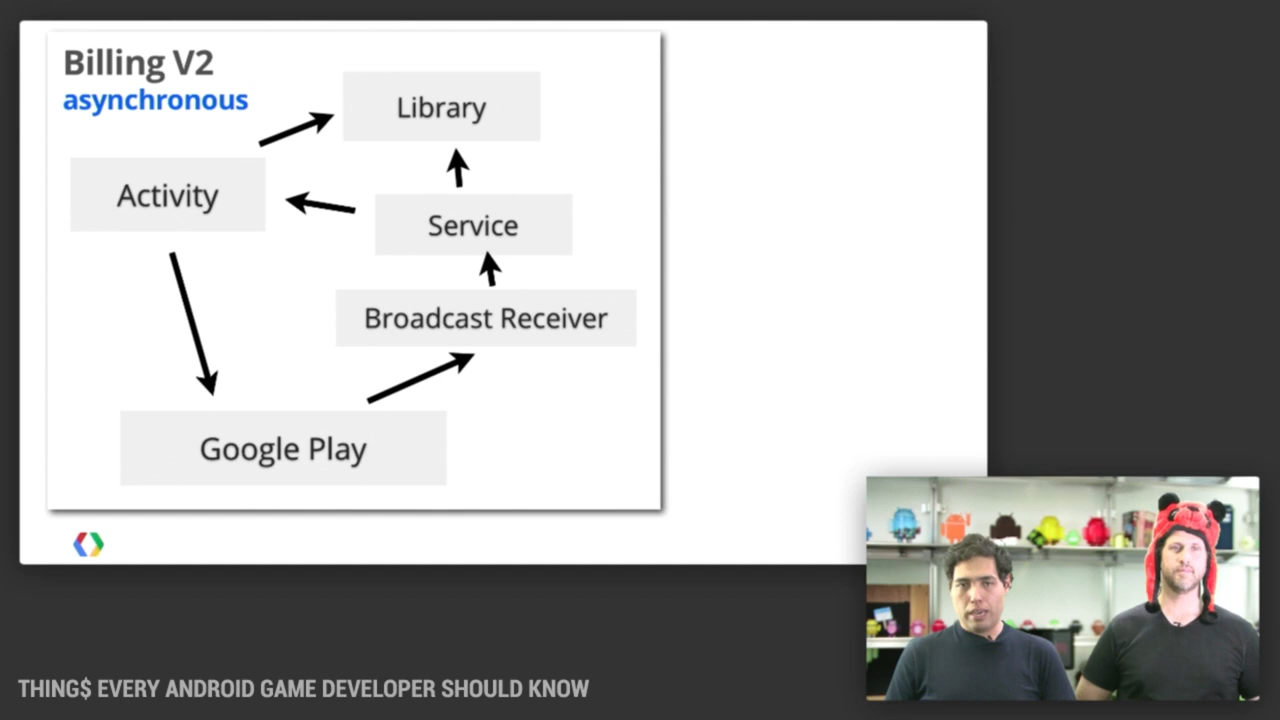 Billing V2
asynchronous
Library
Activity
Service
Broadcast Receiver
Google Play
THING$ EVERY ANDROID GAME DEVELOPER SHOULD KNOW